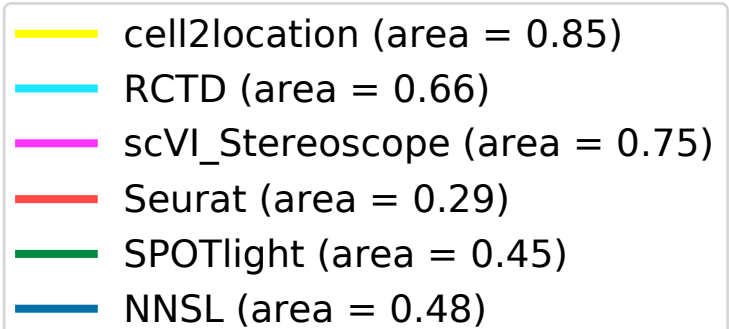 cell2location (area = 0.85)
RCTD (area = 0.66)
scVI_Stereoscope (area = 0.75)
Seurat (area = 0.29)
SPOTlight (area = 0.45)
NNSL (area = 0.48)